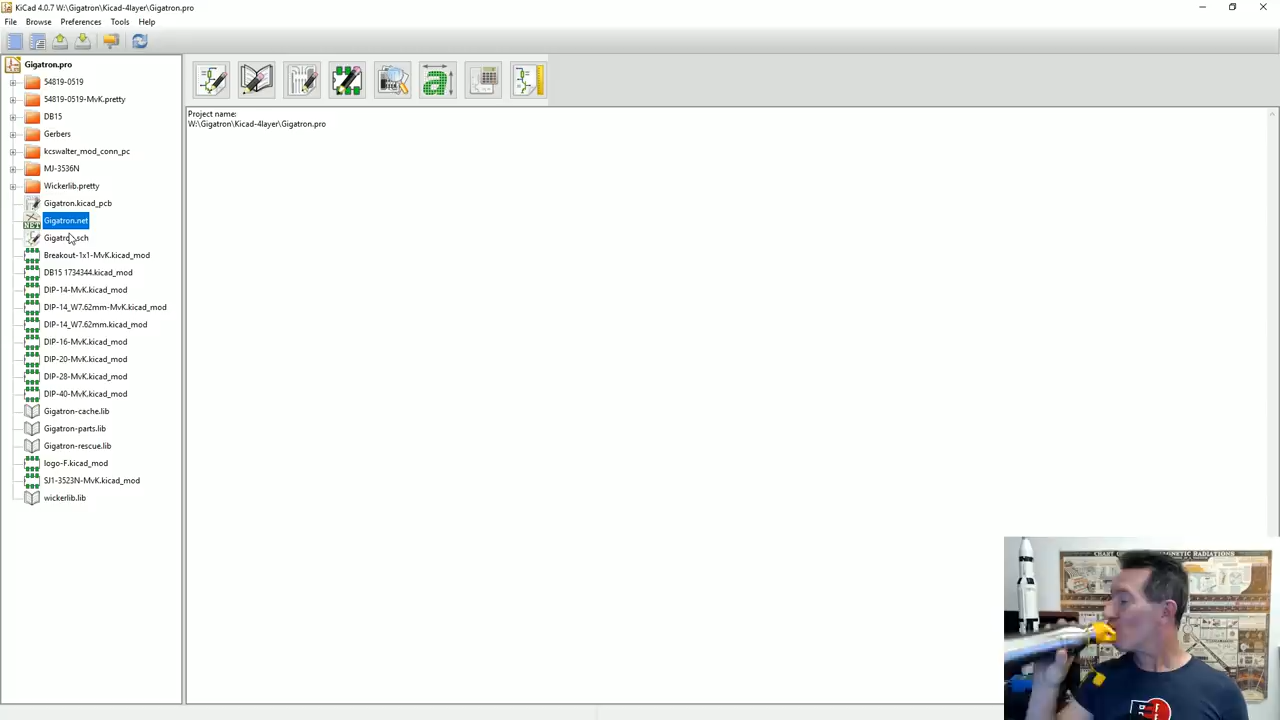 KiCad 4.0.7 W:\Gigatron\Kicad-4layer\Gigatron.pro
File Browse Preferences Tools Help
Gigatron.pro
54819-0519
54819-0519-MvK.pretty
DB15
Gerbers
kcswalter_mod_conn_pc
MJ-3536N
Wickerlib.pretty
Gigatron.kicad_pcb
Gigatron.net
Gigatron.sch
Breakout-1x1-MvK.kicad_mod
DB15 1734344.kicad_mod
DIP-14-MvK.kicad_mod
DIP-14_W7.62mm-MvK.kicad_mod
DIP-14_W7.62mm.kicad_mod
DIP-16-MvK.kicad_mod
DIP-20-MvK.kicad_mod
DIP-28-MvK.kicad_mod
DIP-40-MvK.kicad_mod
Gigatron-cache.lib
Gigatron-parts.lib
Gigatron-rescue.lib
logo-F.kicad_mod
SJ1-3523N-MvK.kicad_mod
wickerlib.lib
Project name:
W:\Gigatron\Kicad-4layer\Gigatron.pro